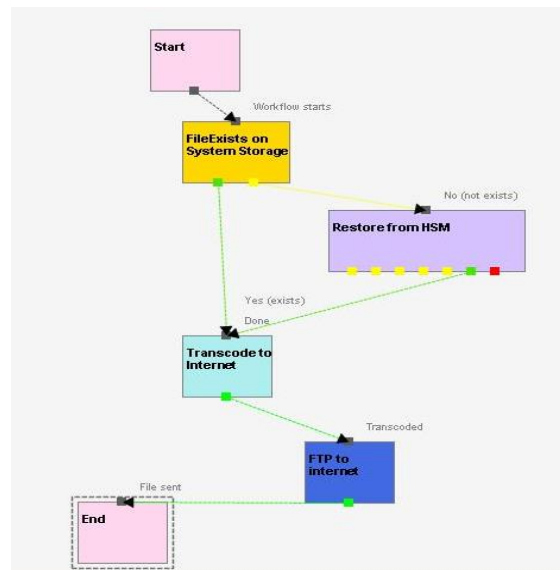 Start
Workflow starts
FileExists on
System Storage
No (not exists)
Restore from HSM
Yes (exists)
Done
Transcode to
Internet
Transcoded
FTP to
internet
File sent
End